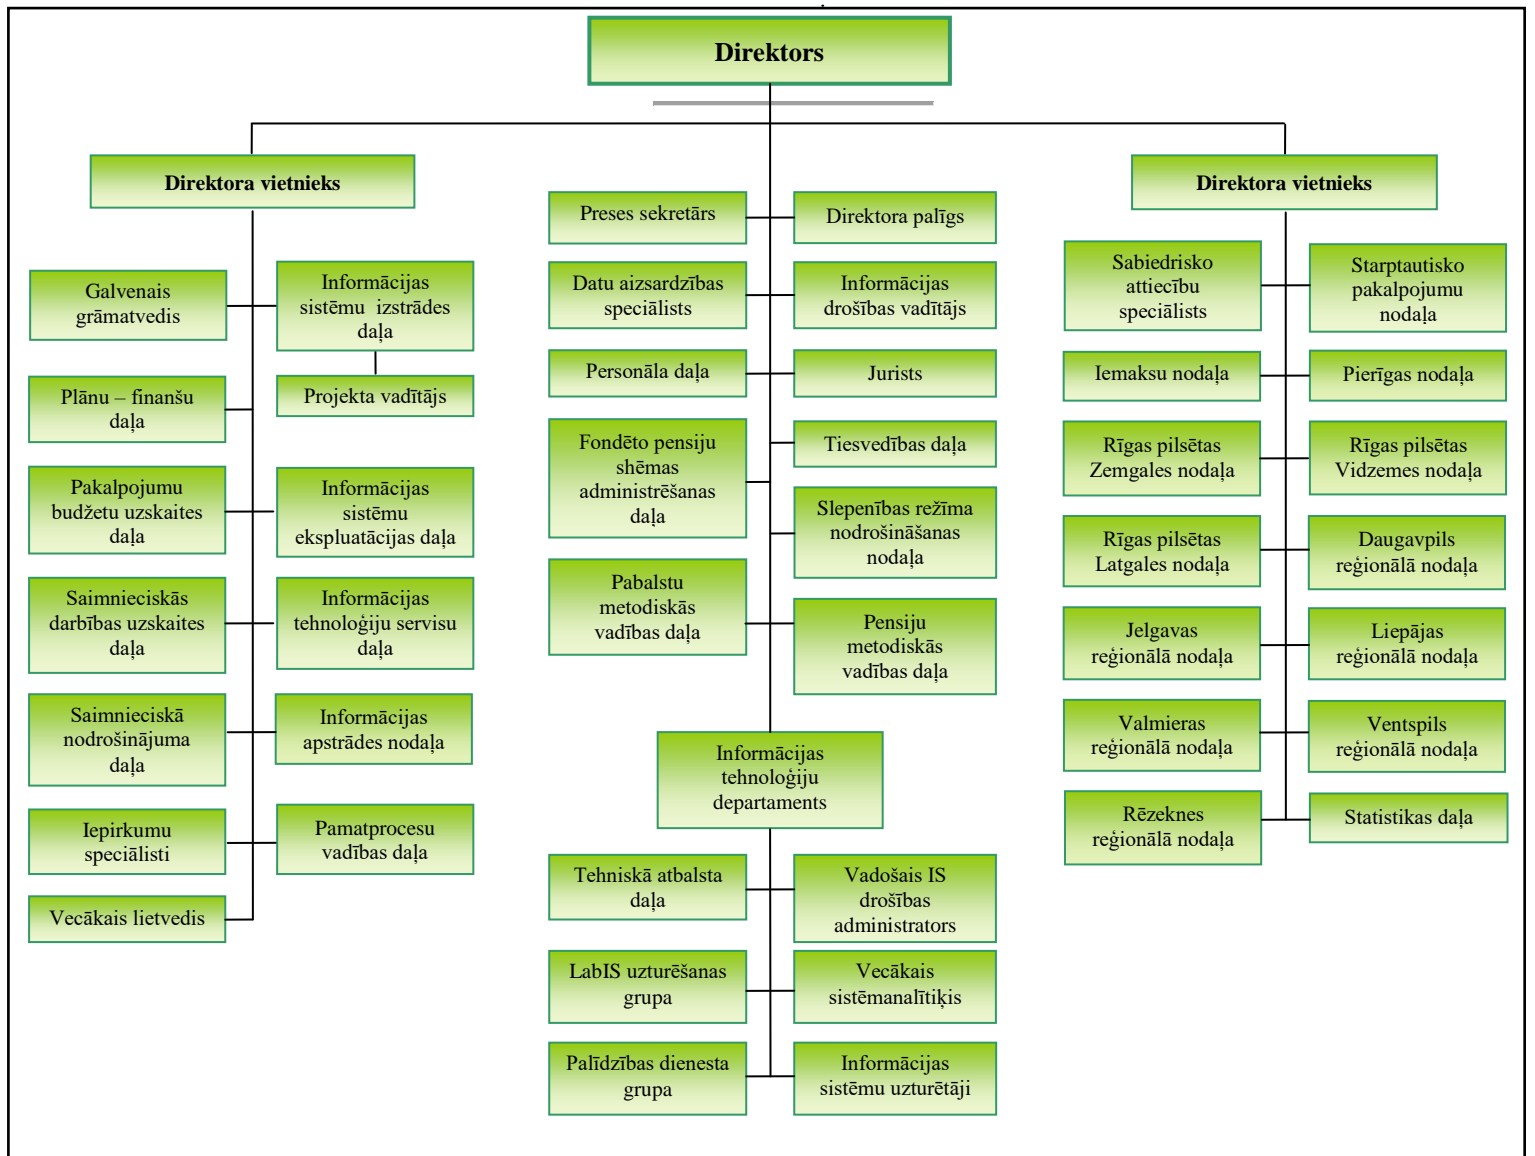 Direktors
Direktora vietnieks
Galvenais
grāmatvedis
Informācijas
sistēmu izstrādes
daļa
Projekta vadītājs
Plānu – finanšu
daļa
Pakalpojumu
budžetu uzskaites
daļa
Informācijas
sistēmu
ekspluatācijas daļa
Saimnieciskās
darbības uzskaites
daļa
Informācijas
tehnoloģiju servisu
daļa
Saimnieciskā
nodrošinājuma
daļa
Informācijas
apstrādes nodaļa
Iepirkumu
speciālisti
Pamatprocesu
vadības daļa
Vecākais lietvedis
Preses sekretārs
Direktora palīgs
Datu aizsardzības
speciālists
Informācijas
drošības vadītājs
Personāla daļa
Jurists
Fondēto pensiju
shēmas
administrēšanas
daļa
Tiesvedības daļa
Slepenības režīma
nodrošināšanas
nodaļa
Pabalstu
metodiskās
vadības daļa
Pensiju
metodiskās
vadības daļa
Informācijas
tehnoloģiju
departaments
Tehniskā atbalsta
daļa
Vadošais IS
drošības
administrators
LabIS uzturēšanas
grupa
Vecākais
sistēmanalītiķis
Palīdzības dienesta
grupa
Informācijas
sistēmu uzturētāji
Direktora vietnieks
Sabiedrisko
attiecību
speciālists
Starptautisko
pakalpojumu
nodaļa
Iemaksu nodaļa
Pierīgas nodaļa
Rīgas pilsētas
Zemgales nodaļa
Rīgas pilsētas
Vidzemes nodaļa
Rīgas pilsētas
Latgales nodaļa
Daugavpils
reģionālā nodaļa
Jelgavas
reģionālā nodaļa
Liepājas
reģionālā nodaļa
Valmieras
reģionālā nodaļa
Ventspils
reģionālā nodaļa
Rēzeknes
reģionālā nodaļa
Statistikas daļa